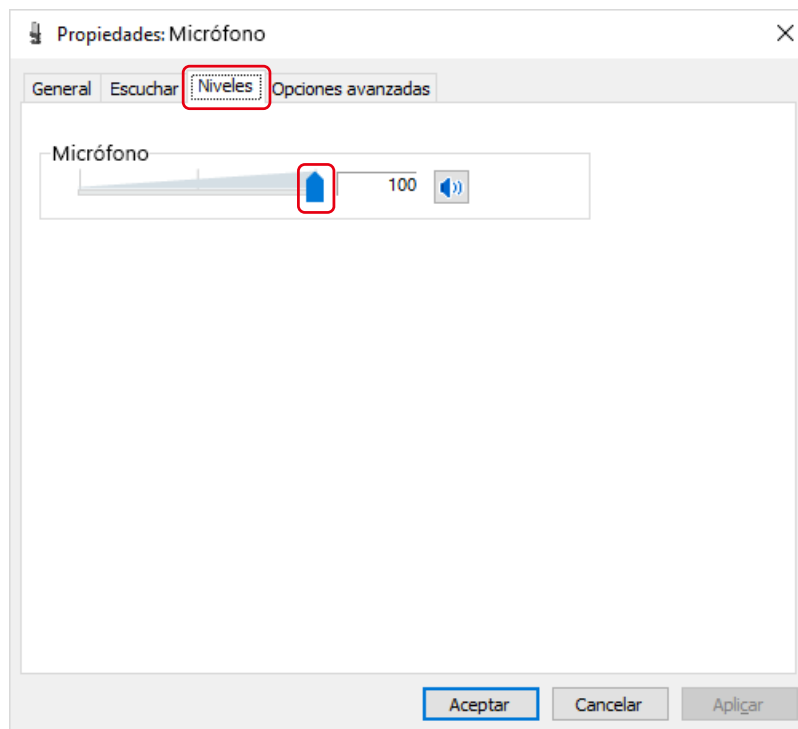 Propiedades: Micrófono
General Escuchar Niveles Opciones avanzadas
Micrófono
100
Aceptar Cancelar Aplicar